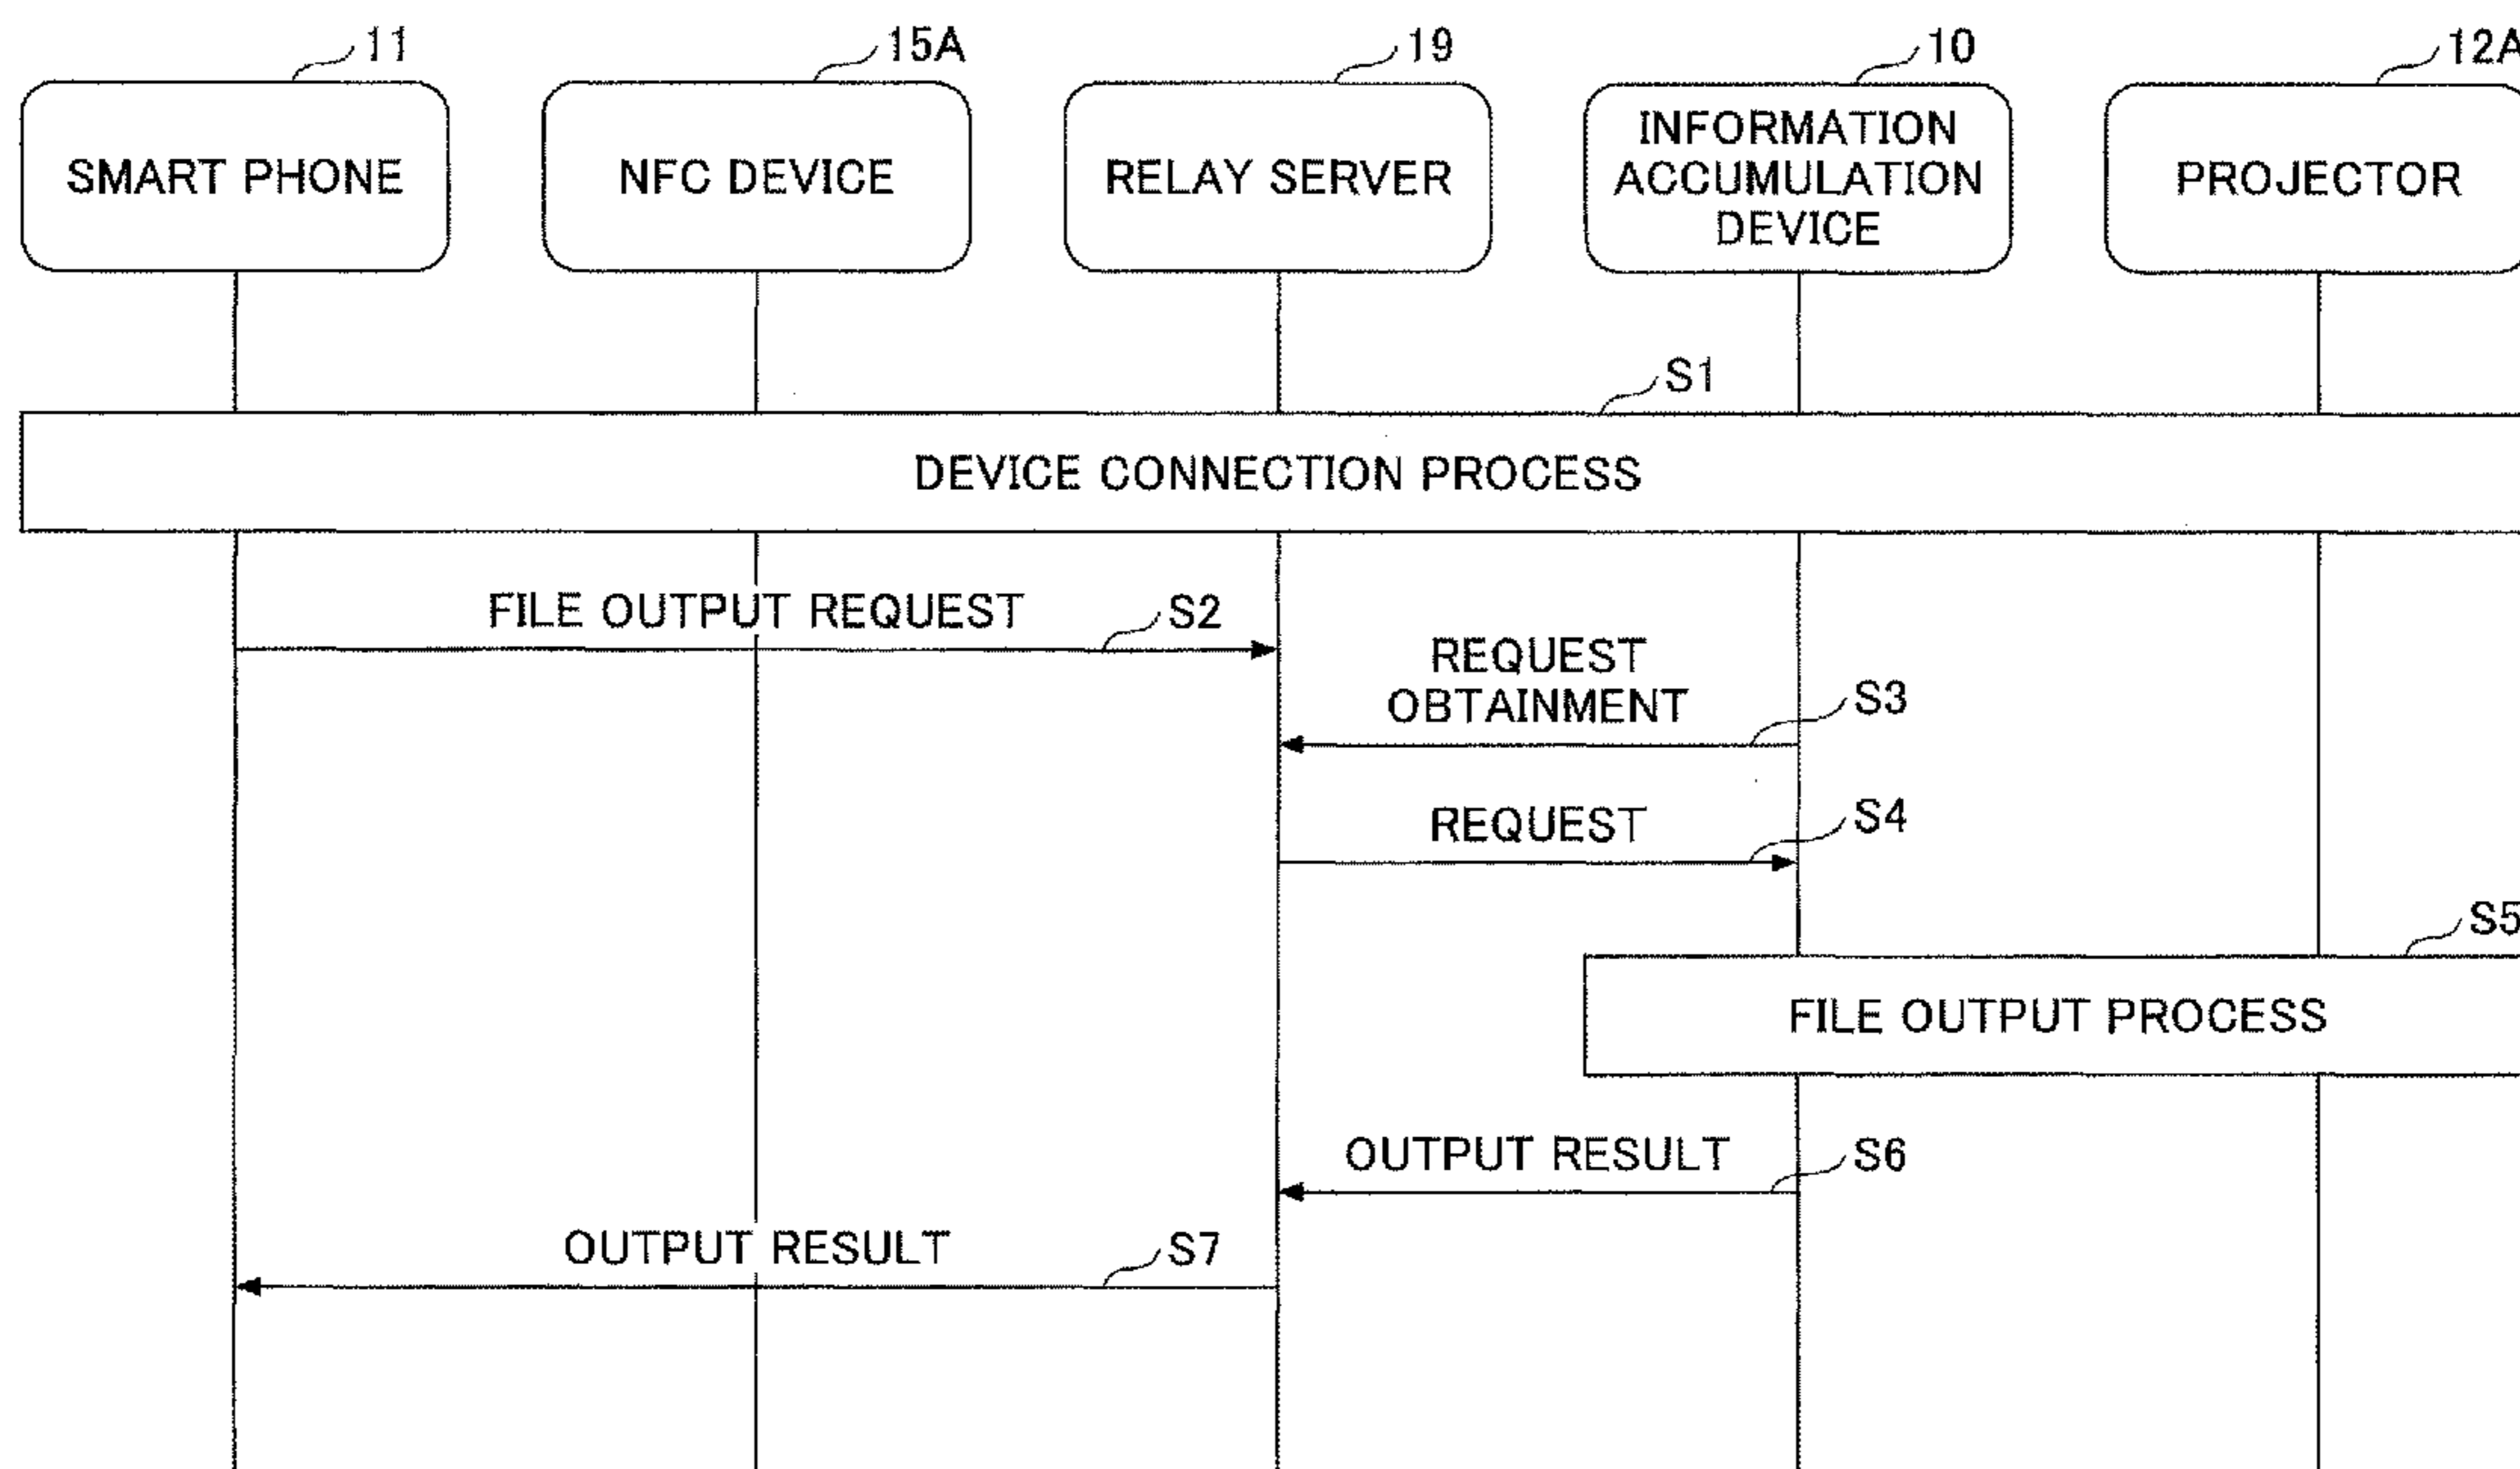 11
15A
19
10
12A
SMART PHONE
NFC DEVICE
RELAY SERVER
INFORMATION
ACCUMULATION
DEVICE
PROJECTOR
S1
DEVICE CONNECTION PROCESS
FILE OUTPUT REQUEST
S2
REQUEST
OBTAINMENT
S3
REQUEST
S4
S5
FILE OUTPUT PROCESS
OUTPUT RESULT
S6
OUTPUT RESULT
S7